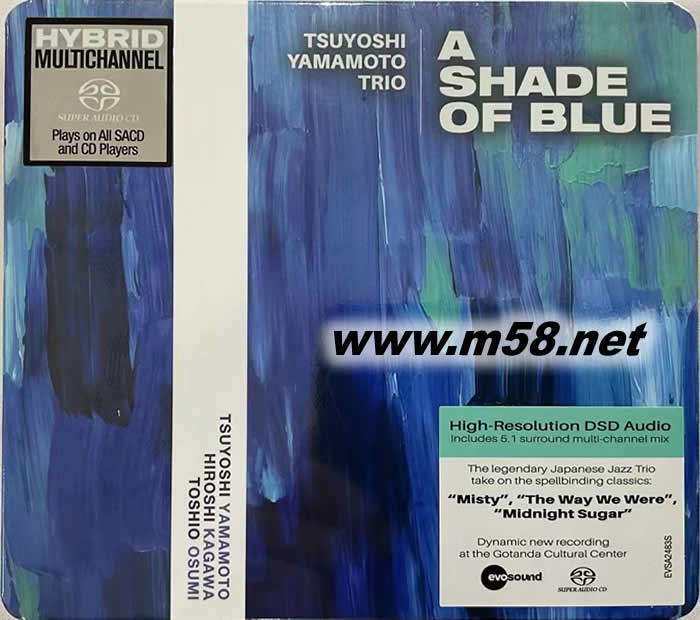 HYBRID
MULTICHANNEL
SUPER AUDIO CD
Plays on All SACD
and CD Players
TSUYOSHI
YAMAMOTO
TRIO
A
SHADE
OF BLUE
www.m58.net
TSUYOSHI YAMAMOTO
HIROSHI KAGAWA
TOSHIO OSUMI
High-Resolution DSD Audio
Includes 5.1 surround multi-channel mix
The legendary Japanese Jazz Trio
take on the spellbinding classics:
“Misty”, “The Way We Were”,
“Midnight Sugar”
Dynamic new recording
at the Gotanda Cultural Center
evosound
SUPER AUDIO CD
EVSA2483S